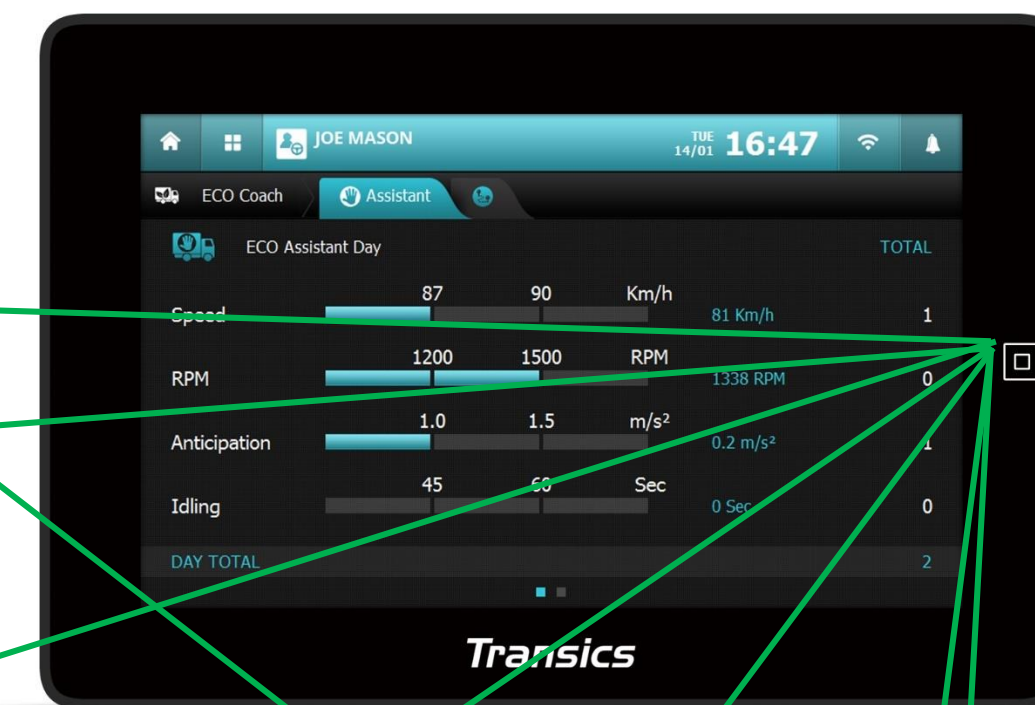 JOE MASON
TUE
14/01
16:47
ECO Coach
Assistant
ECO Assistant Day
TOTAL
87 90 Km/h
Speed 81 Km/h 1
1200 1500 RPM
RPM 1338 RPM 0
1.0 1.5 m/s²
Anticipation 0.2 m/s² 1
45 60 Sec
Idling 0 Sec 0
DAY TOTAL 2
Transics